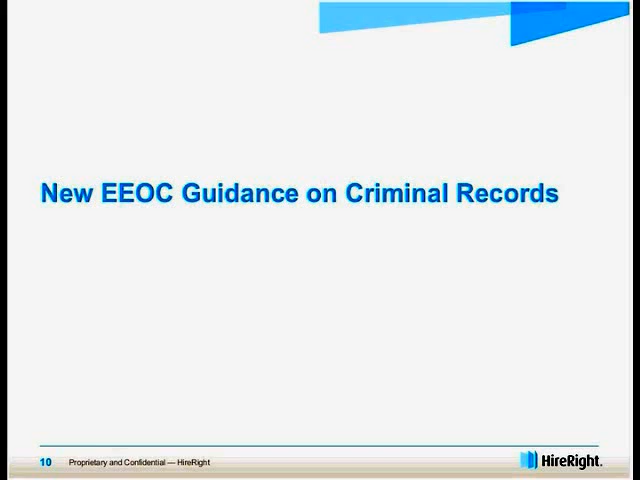 New EEOC Guidance on Criminal Records
10 Proprietary and Confidential — HireRight
HireRight.